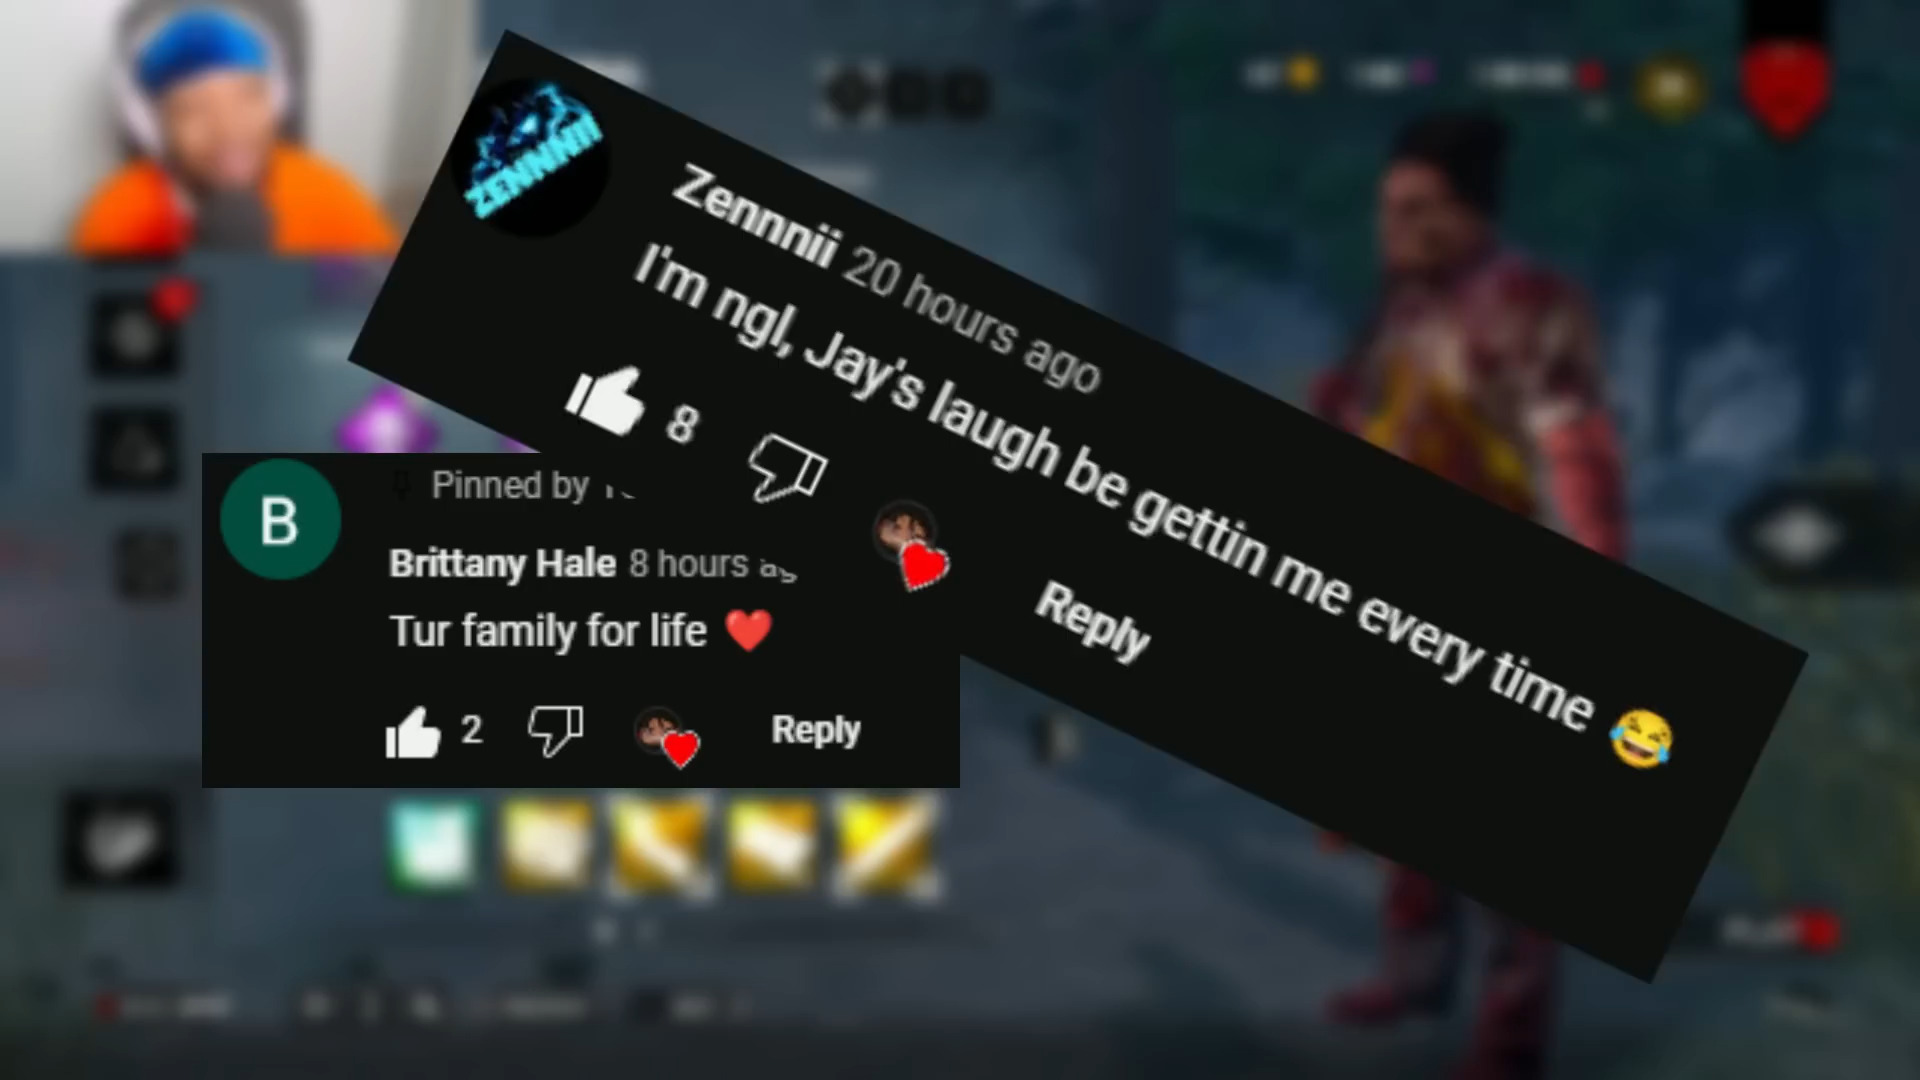 ZENNNII
Zennnii 20 hours ago
I'm ngl, Jay's laugh be gettin me every time 😂
8
Reply
B
Pinned by
Brittany Hale 8 hours
Tur family for life ❤️
2
Reply